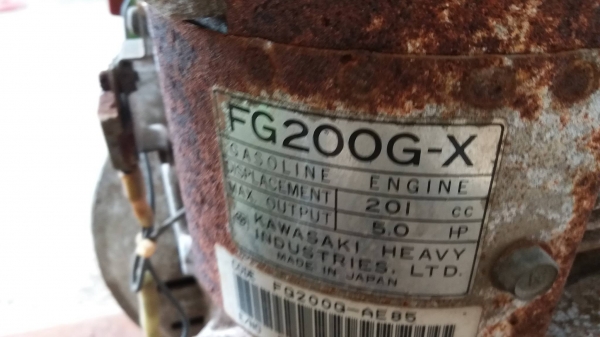 FG200G-X
GASOLINE ENGINE
DISPLACEMENT 201 cc
MAX. OUTPUT 5.0 HP
KAWASAKI HEAVY
INDUSTRIES, LTD.
MADE IN JAPAN
CODE
FG200G-AE85